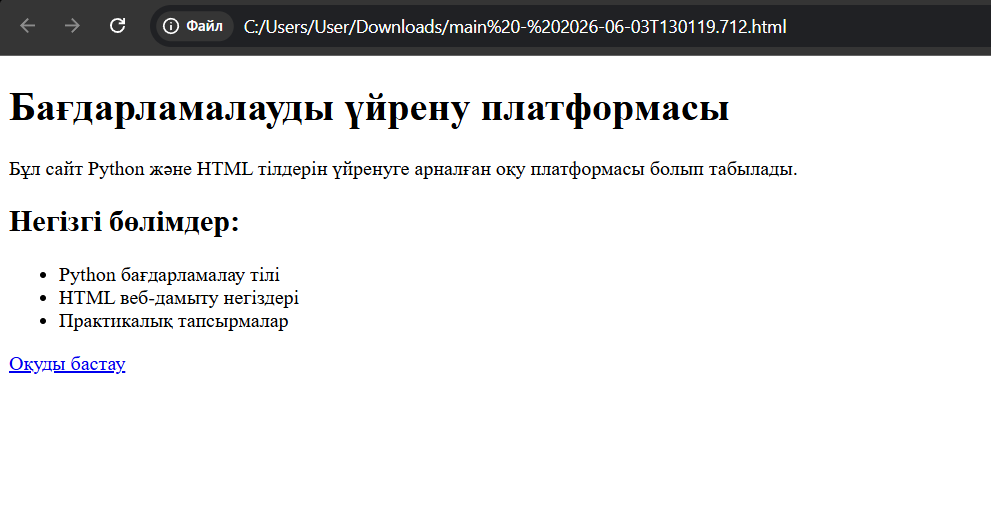 Файл C:/Users/User/Downloads/main%20-%202026-06-03T130119.712.html
Бағдарламалауды үйрену платформасы
Бұл сайт Python және HTML тілдерін үйренуге арналған оқу платформасы болып табылады.
Негізгі бөлімдер:
Python бағдарламалау тілі
HTML веб-дамыту негіздері
Практикалық тапсырмалар
Оқуды бастау